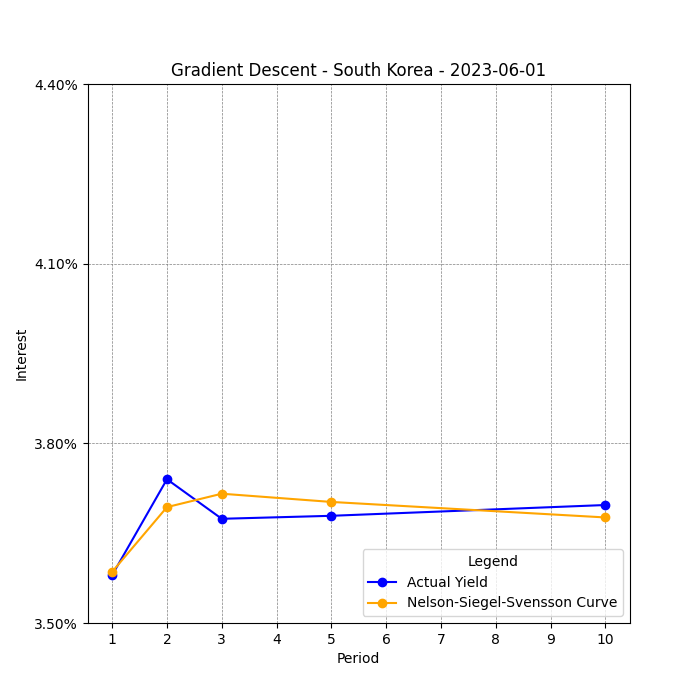 Gradient Descent - South Korea - 2023-06-01
4.40%
4.10%
3.80%
3.50%
Interest
1 2 3 4 5 6 7 8 9 10
Period
Legend
Actual Yield
Nelson-Siegel-Svensson Curve